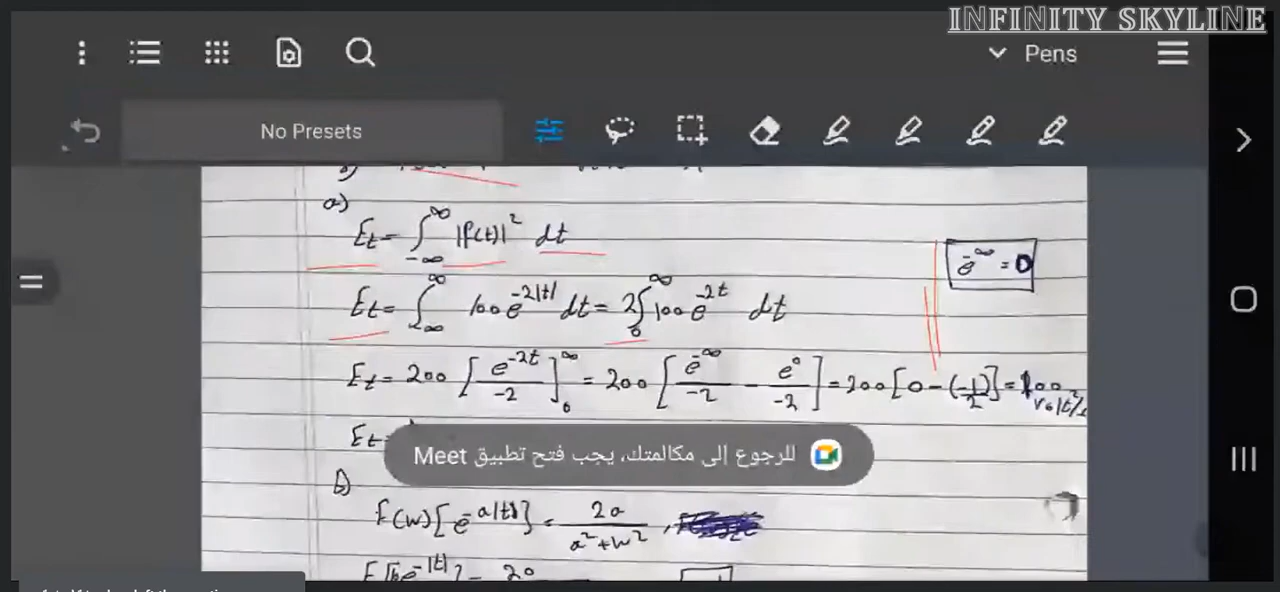 INFINITY SKYLINE
Pens
No Presets
a)
Et = ∫_{-∞}^{∞} |f(t)|² dt
e^{-∞} = 0
Et = ∫_{-∞}^{∞} 100 e^{-2|t|} dt = 2∫_{0}^{∞} 100 e^{-2t} dt
Et = 200 [e^{-2t}/-2]_{0}^{∞} = 200 [e^{-∞}/-2 - e^{0}/-2] = 200 [0 - (-1/2)] = 100
Et =
للرجوع إلى مكالمتك، يجب فتح تطبيق Meet
b)
F(w)[e^{-a|t|}] = 2a/(a²+w²),